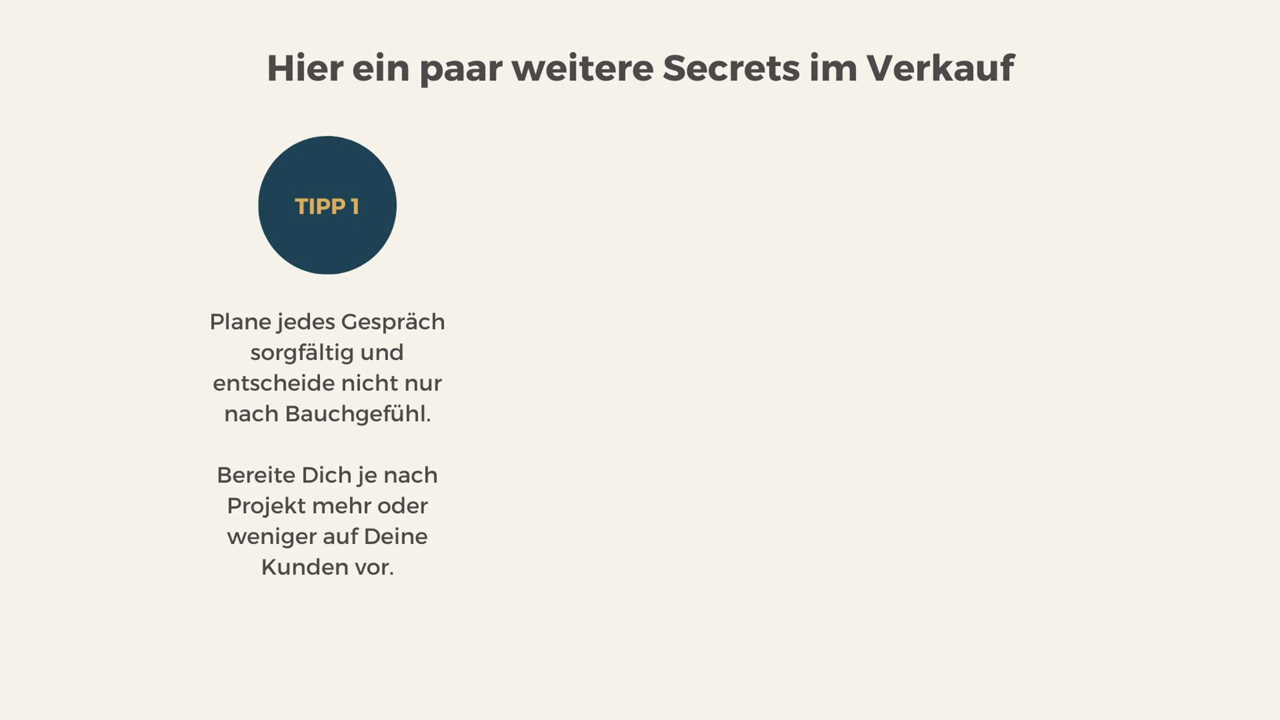 Hier ein paar weitere Secrets im Verkauf
TIPP 1
Plane jedes Gespräch
sorgfältig und
entscheide nicht nur
nach Bauchgefühl.
Bereite Dich je nach
Projekt mehr oder
weniger auf Deine
Kunden vor.